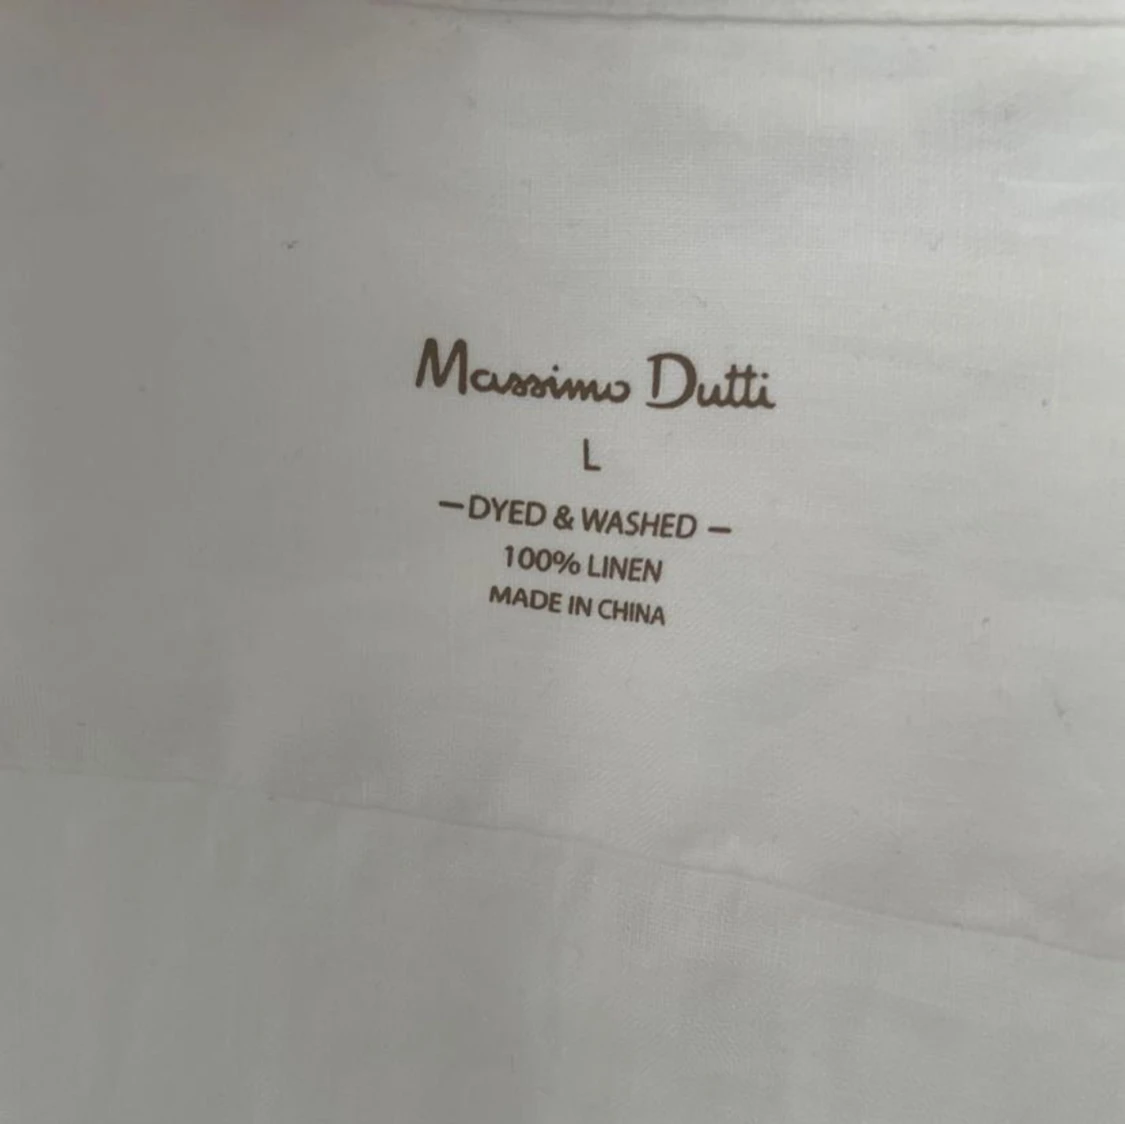 Massimo Dutti
L
— DYED & WASHED —
100% LINEN
MADE IN CHINA